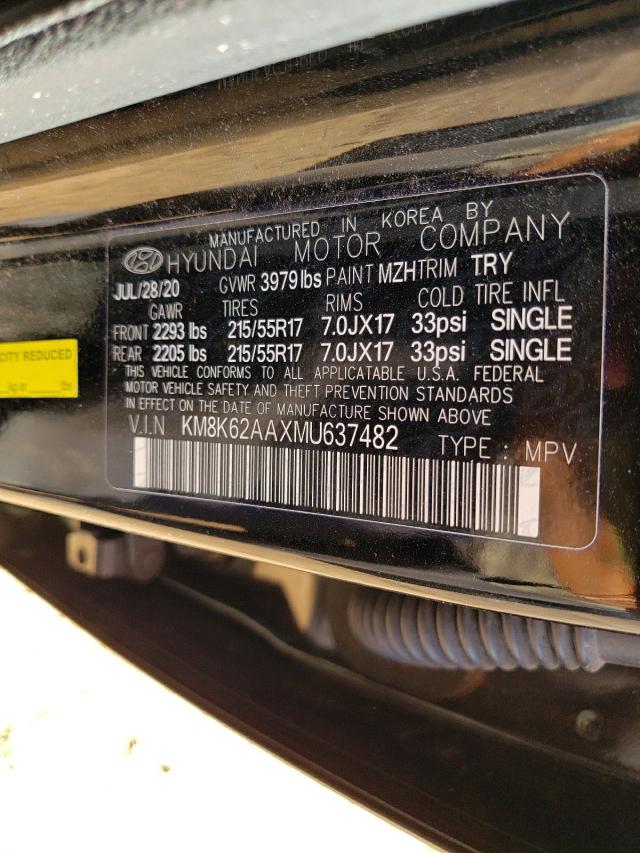 MANUFACTURED IN KOREA BY
HYUNDAI MOTOR COMPANY
JUL/28/20 GVWR 3979 lbs PAINT MZH TRIM TRY
GAWR TIRES RIMS COLD TIRE INFL
FRONT 2293 lbs 215/55R17 7.0JX17 33psi SINGLE
REAR 2205 lbs 215/55R17 7.0JX17 33psi SINGLE
THIS VEHICLE CONFORMS TO ALL APPLICATABLE U.S.A. FEDERAL
MOTOR VEHICLE SAFETY AND THEFT PREVENTION STANDARDS
IN EFFECT ON THE DATE OF MANUFACTURE SHOWN ABOVE
V.I.N KM8K62AAXMU637482 TYPE : MPV
CITY REDUCED
kg or lbs